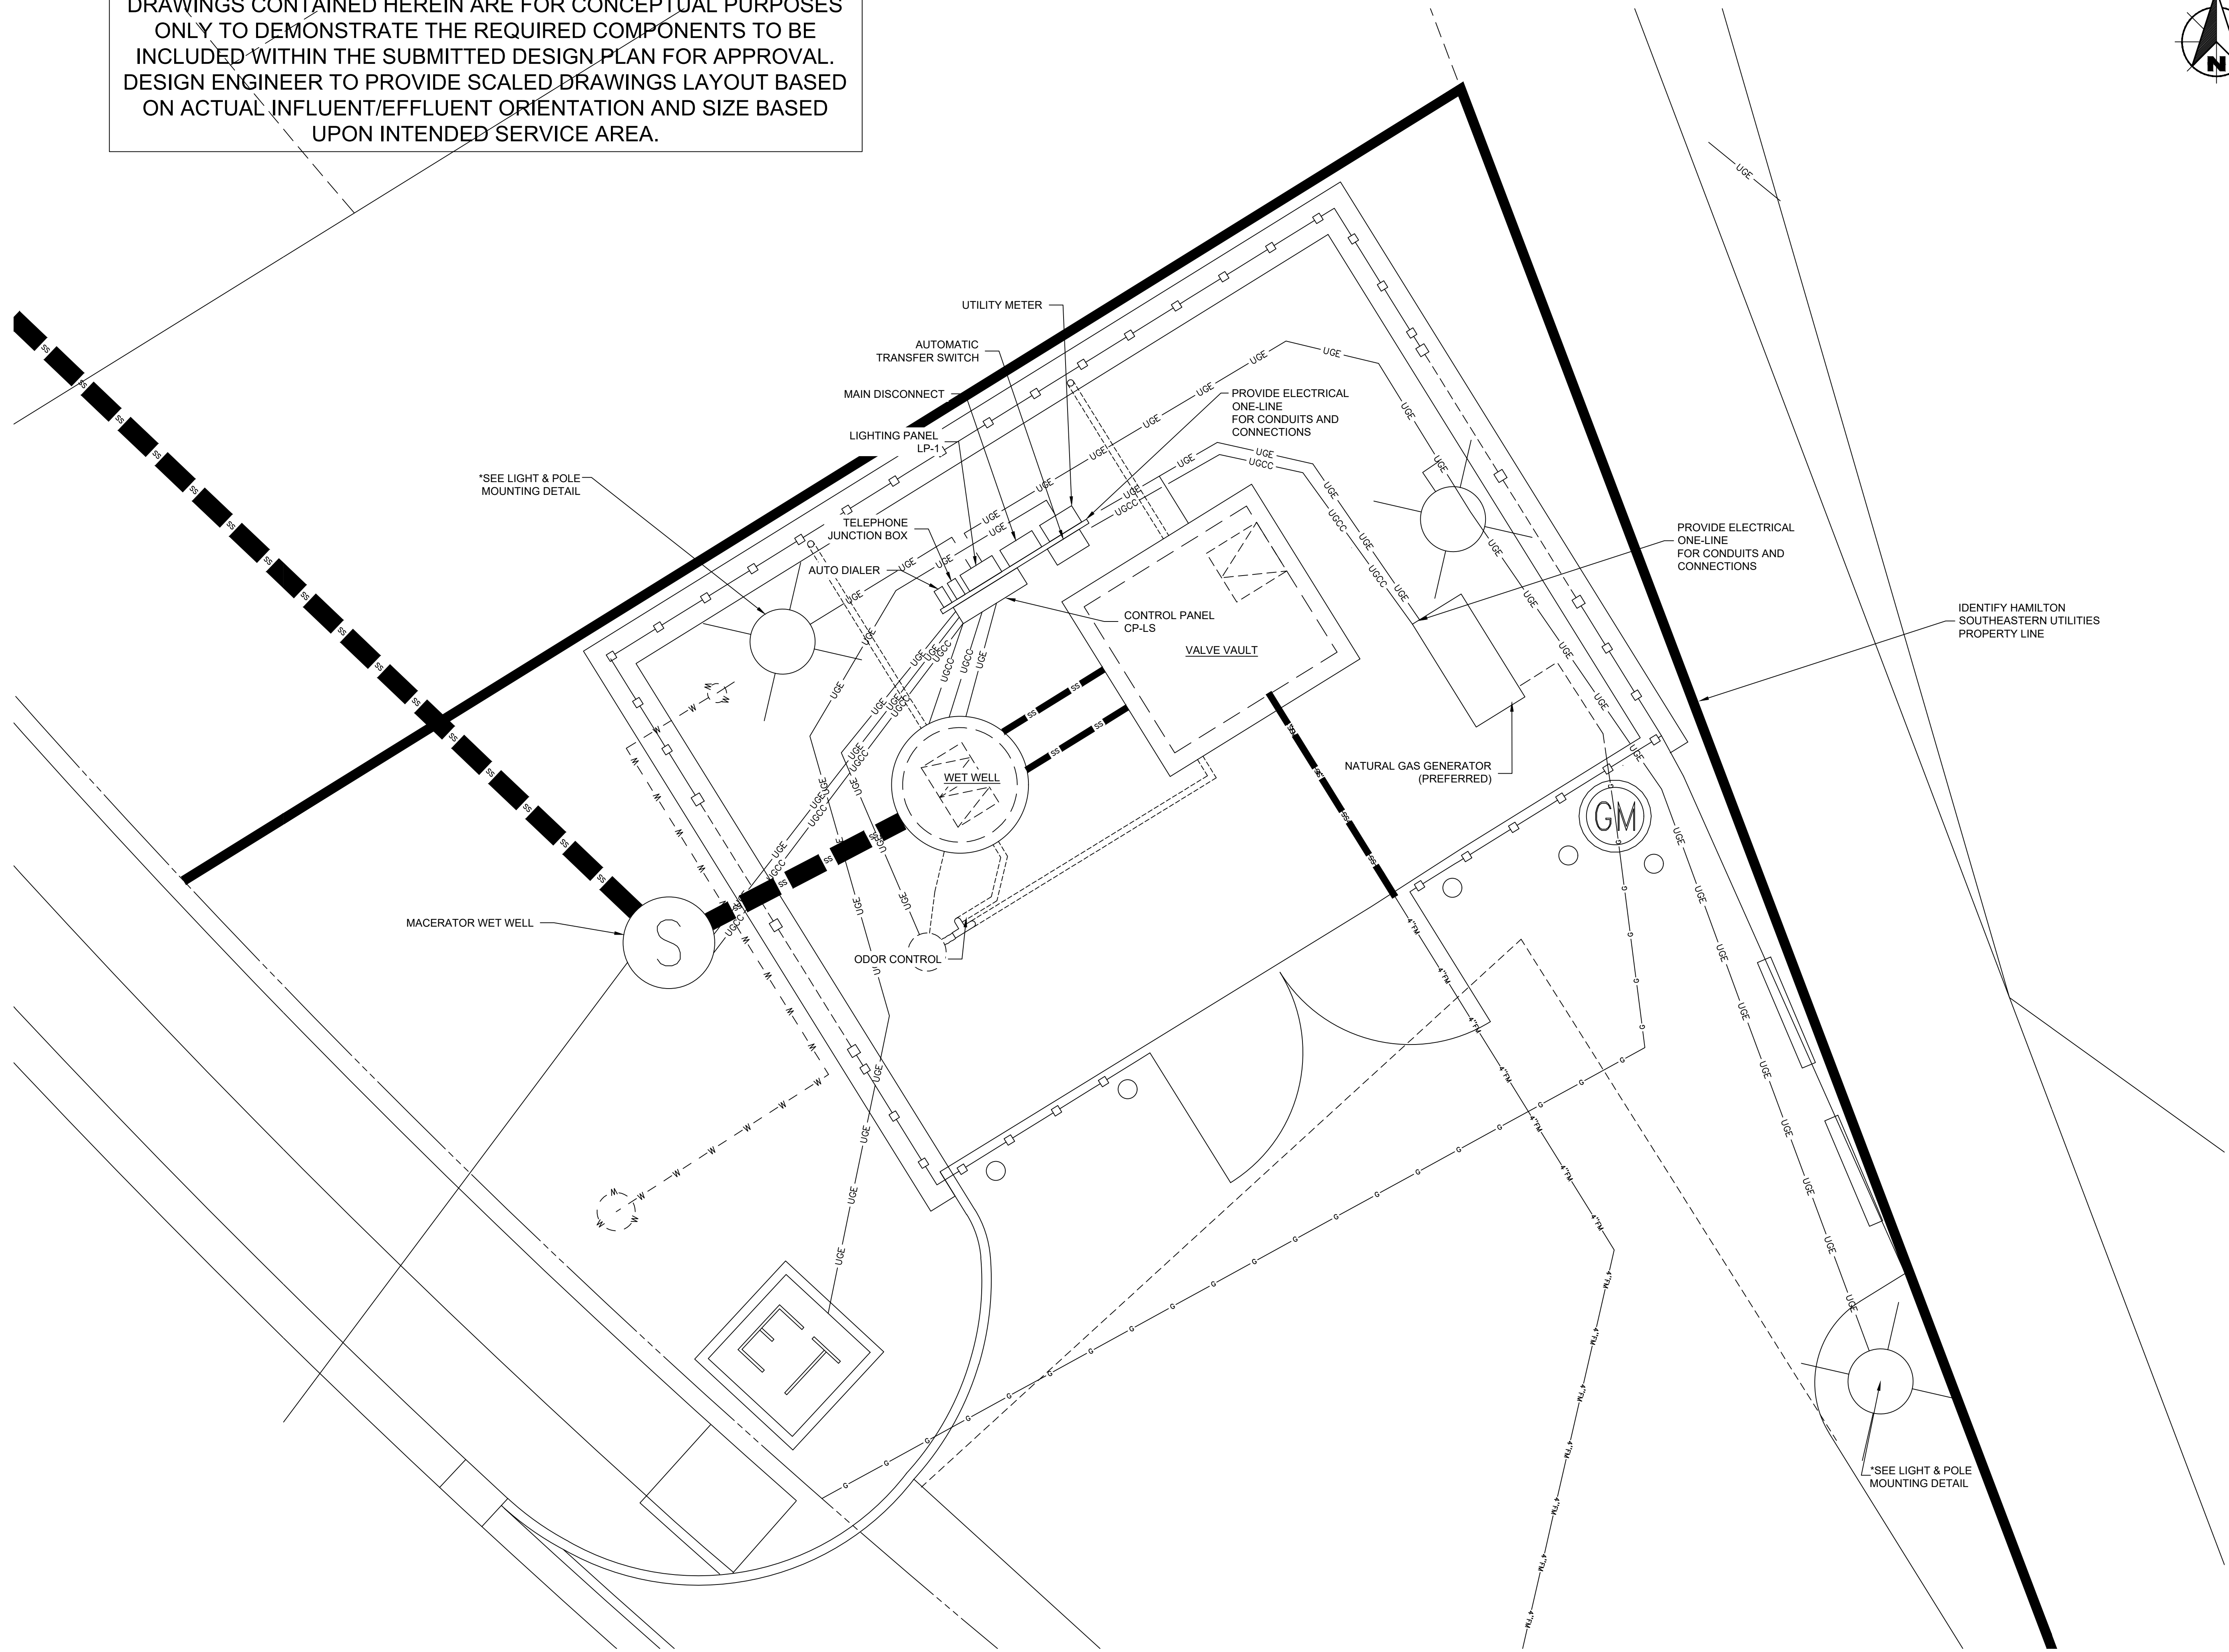 DRAWINGS CONTAINED HEREIN ARE FOR CONCEPTUAL PURPOSES
ONLY TO DEMONSTRATE THE REQUIRED COMPONENTS TO BE
INCLUDED WITHIN THE SUBMITTED DESIGN PLAN FOR APPROVAL.
DESIGN ENGINEER TO PROVIDE SCALED DRAWINGS LAYOUT BASED
ON ACTUAL INFLUENT/EFFLUENT ORIENTATION AND SIZE BASED
UPON INTENDED SERVICE AREA.
N
UGE
UTILITY METER
AUTOMATIC
TRANSFER SWITCH
MAIN DISCONNECT
PROVIDE ELECTRICAL
ONE-LINE
FOR CONDUITS AND
CONNECTIONS
LIGHTING PANEL
LP-1
*SEE LIGHT & POLE
MOUNTING DETAIL
TELEPHONE
JUNCTION BOX
AUTO DIALER
CONTROL PANEL
CP-LS
VALVE VAULT
PROVIDE ELECTRICAL
ONE-LINE
FOR CONDUITS AND
CONNECTIONS
IDENTIFY HAMILTON
SOUTHEASTERN UTILITIES
PROPERTY LINE
WET WELL
NATURAL GAS GENERATOR
(PREFERRED)
GM
MACERATOR WET WELL
S
ODOR CONTROL
ET
*SEE LIGHT & POLE
MOUNTING DETAIL
SS
UGE
UGCC
W
G
4"FM